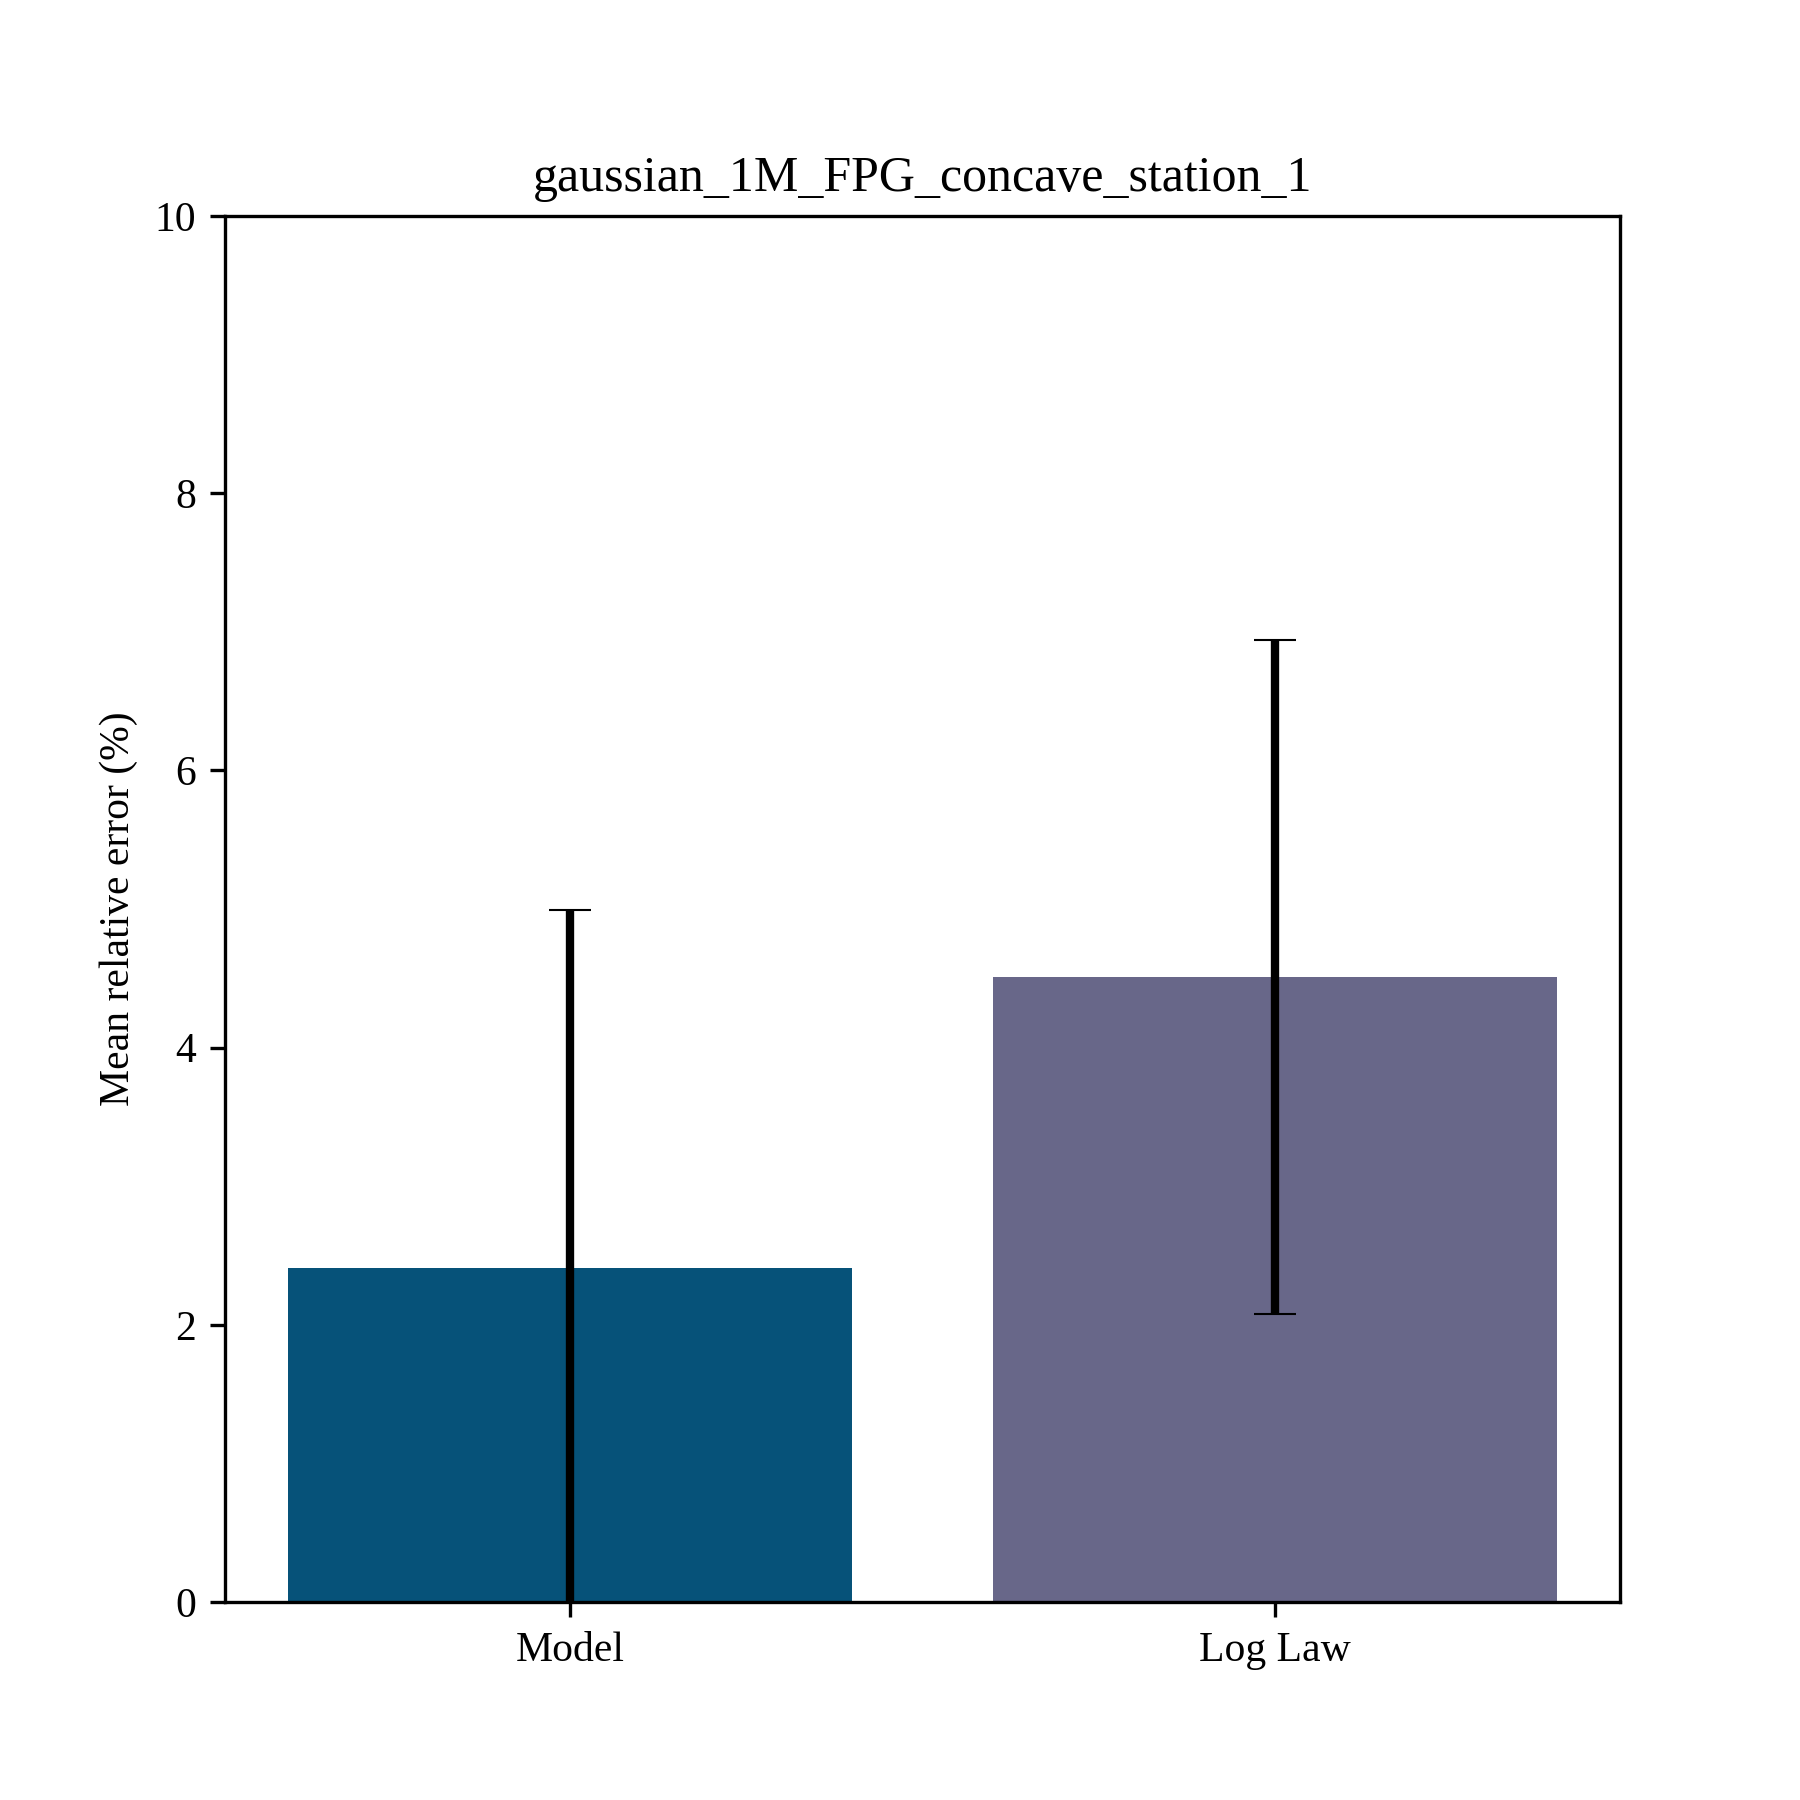 gaussian_1M_FPG_concave_station_1
10
8
6
4
2
0
Mean relative error (%)
Model
Log Law